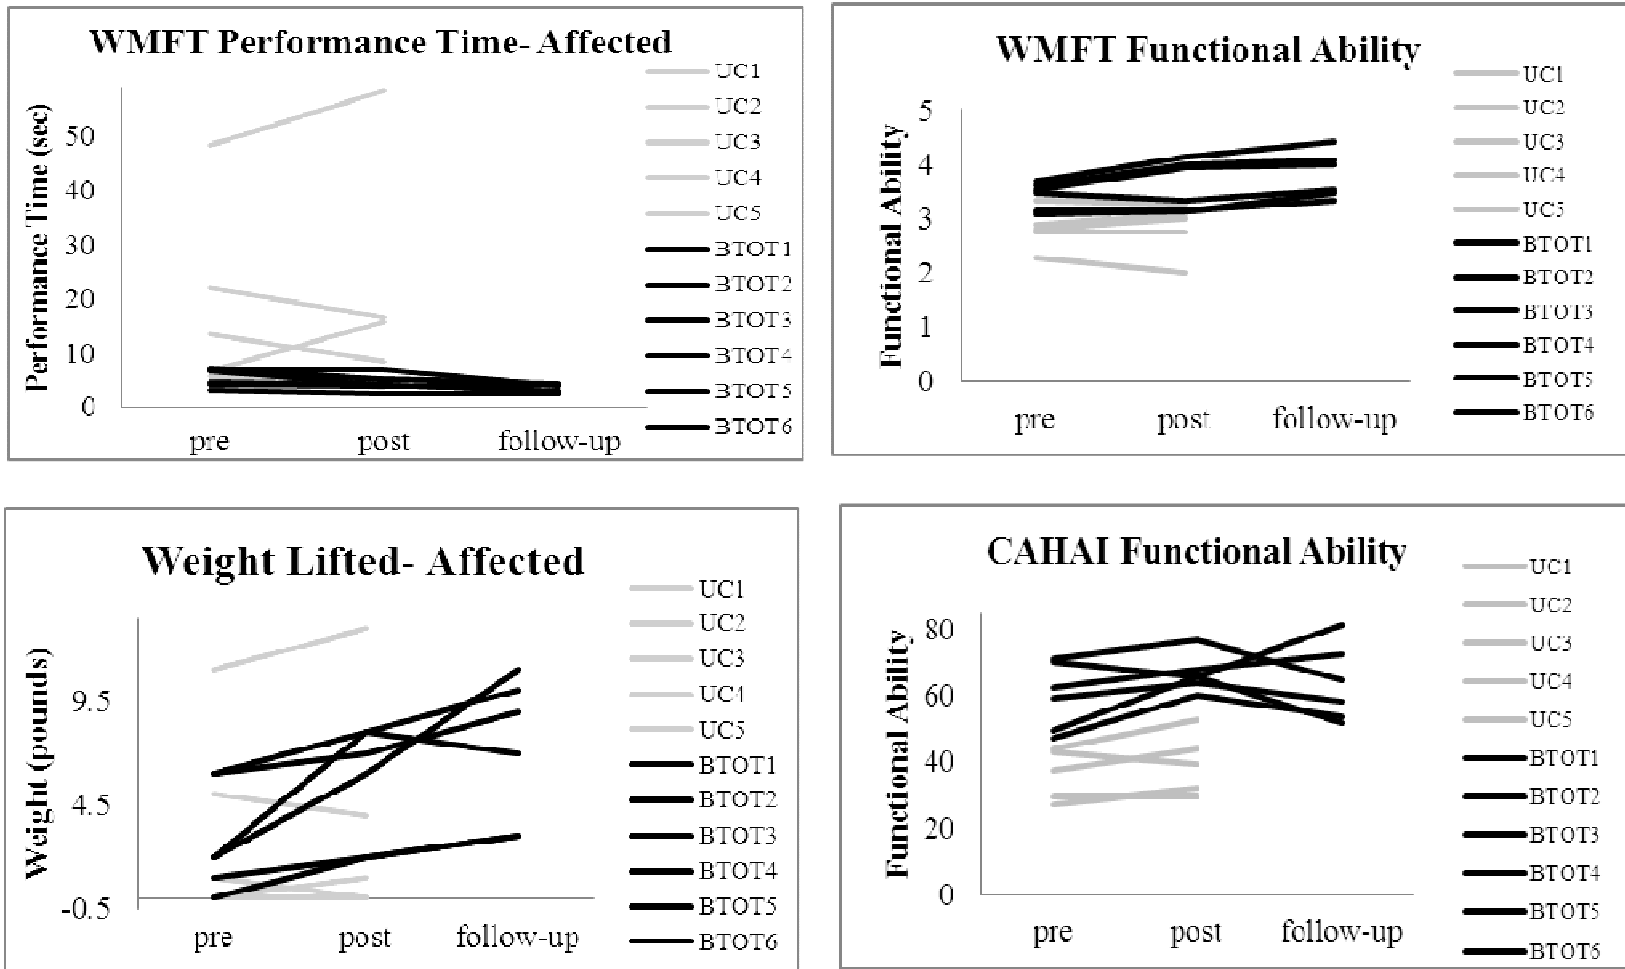 WMFT Performance Time- Affected
Performance Time (sec)
50
40
30
20
10
0
pre post follow-up
UC1
UC2
UC3
UC4
UC5
BTOT1
BTOT2
BTOT3
BTOT4
BTOT5
BTOT6
WMFT Functional Ability
Functional Ability
5
4
3
2
1
0
pre post follow-up
UC1
UC2
UC3
UC4
UC5
BTOT1
BTOT2
BTOT3
BTOT4
BTOT5
BTOT6
Weight Lifted- Affected
Weight (pounds)
9.5
4.5
-0.5
pre post follow-up
UC1
UC2
UC3
UC4
UC5
BTOT1
BTOT2
BTOT3
BTOT4
BTOT5
BTOT6
CAHAI Functional Ability
Functional Ability
80
60
40
20
0
pre post follow-up
UC1
UC2
UC3
UC4
UC5
BTOT1
BTOT2
BTOT3
BTOT4
BTOT5
BTOT6